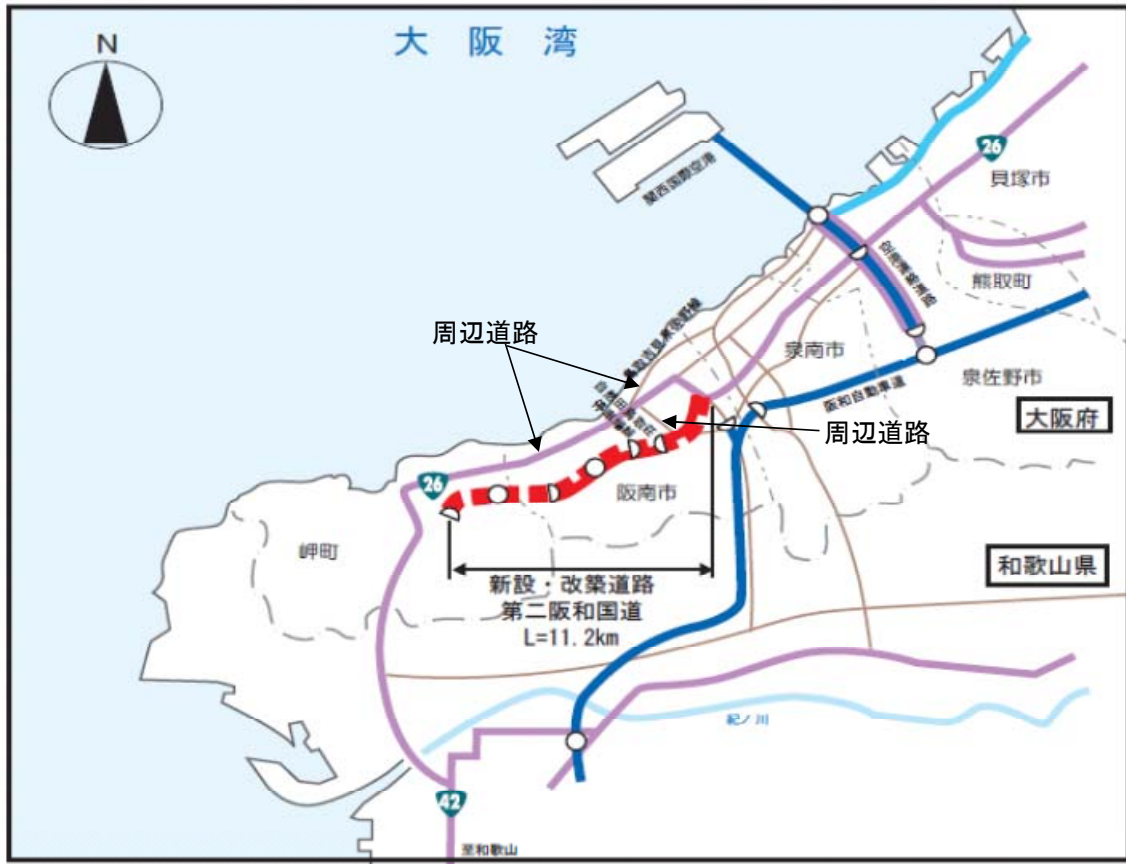 大阪湾
N
関西国際空港
26
貝塚市
熊取町
周辺道路
泉南市
泉佐野市
阪和自動車道
大阪府
周辺道路
26
阪南市
岬町
和歌山県
新設・改築道路
第二阪和国道
L=11.2km
紀ノ川
42
至和歌山